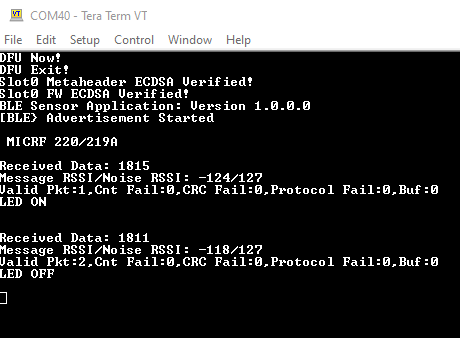 COM40 - Tera Term VT
File Edit Setup Control Window Help
DFU Now!
DFU Exit!
Slot0 Metaheader ECDSA Verified!
Slot0 FW ECDSA Verified!
BLE Sensor Application: Version 1.0.0.0
[BLE} Advertisement Started
MICRF 220/219A
Received Data: 1815
Message RSSI/Noise RSSI: -124/127
Valid Pkt:1,Cnt Fail:0,CRC Fail:0,Protocol Fail:0,Buf:0
LED ON
Received Data: 1811
Message RSSI/Noise RSSI: -118/127
Valid Pkt:2,Cnt Fail:0,CRC Fail:0,Protocol Fail:0,Buf:0
LED OFF